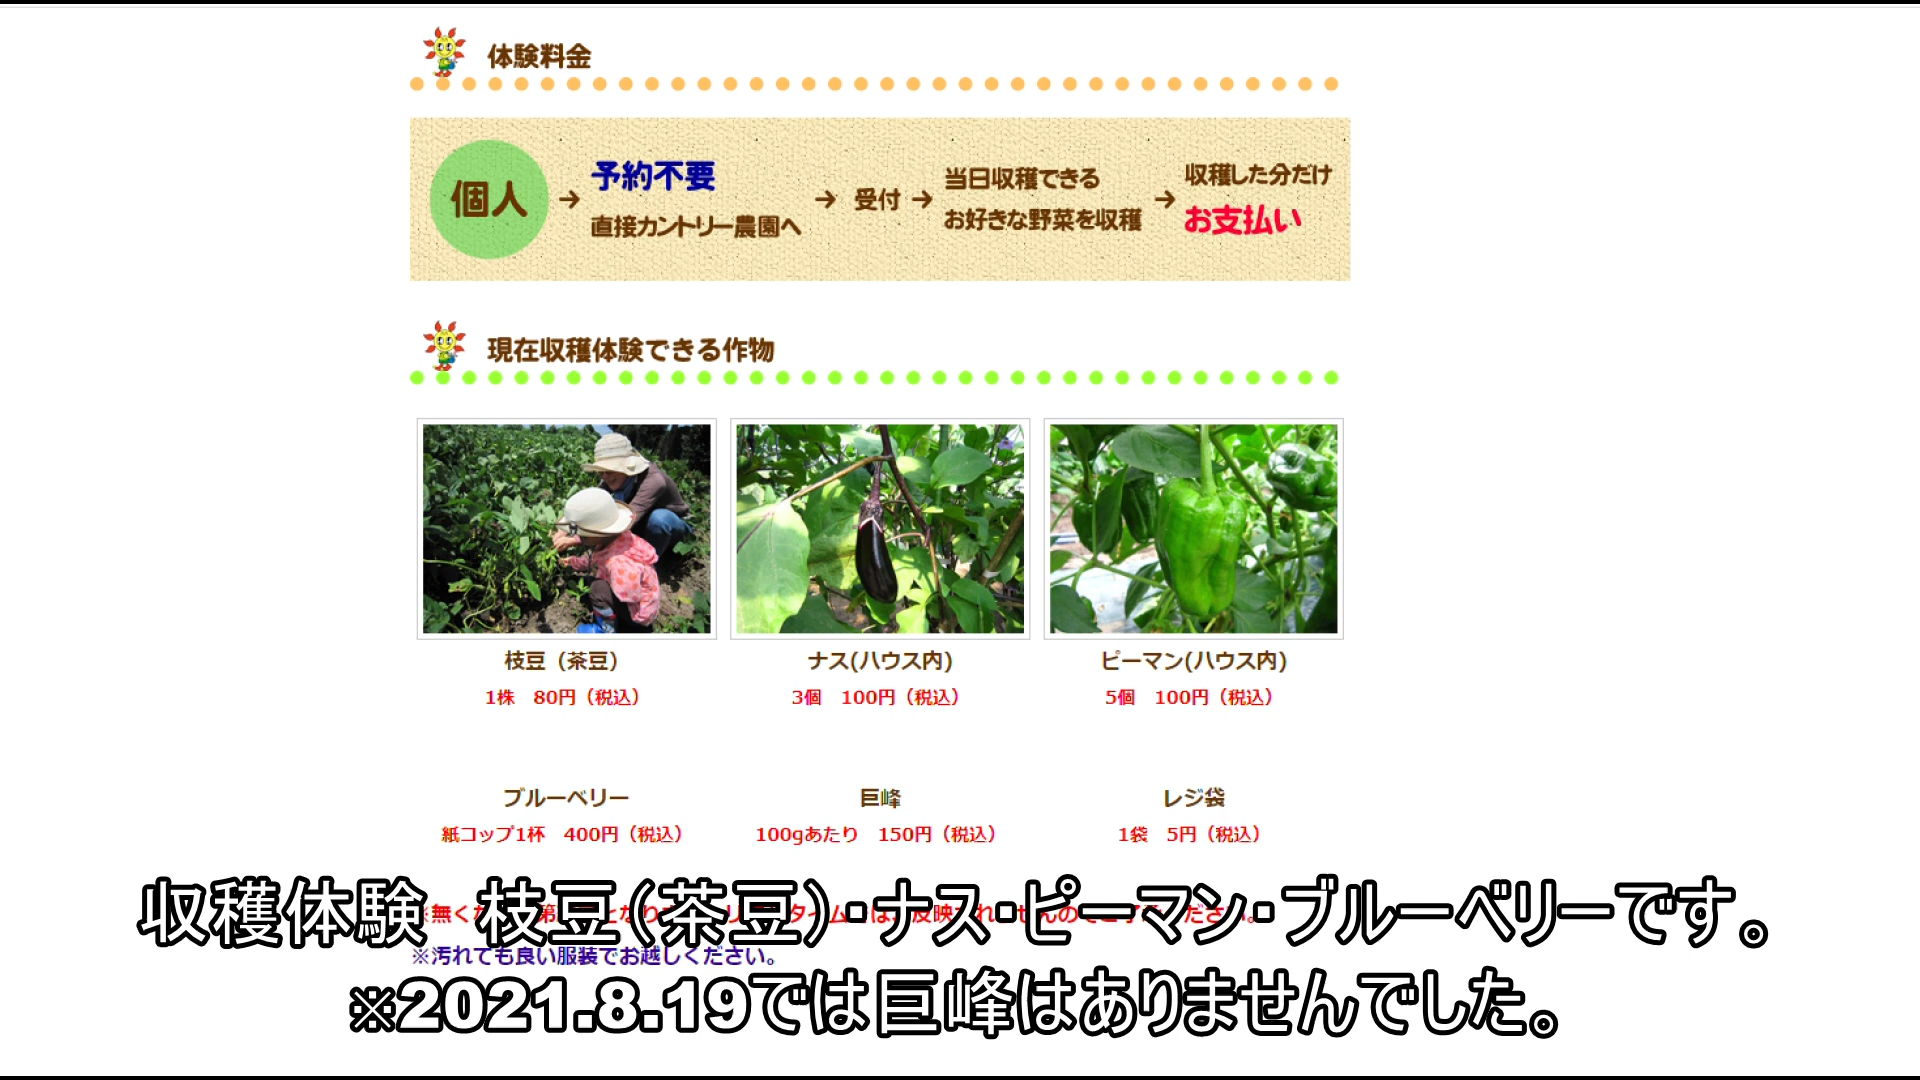 体験料金
個人
→
予約不要
直接カントリー農園へ
→
受付
→
当日収穫できる
お好きな野菜を収穫
→
収穫した分だけ
お支払い
現在収穫体験できる作物
枝豆（茶豆）
1株　80円（税込）
ナス(ハウス内)
3個　100円（税込）
ピーマン(ハウス内)
5個　100円（税込）
ブルーベリー
紙コップ1杯　400円（税込）
巨峰
100gあたり　150円（税込）
レジ袋
1袋　5円（税込）
※汚れても良い服装でお越しください。
収穫体験　枝豆（茶豆）・ナス・ピーマン・ブルーベリーです。
※2021.8.19では巨峰はありませんでした。